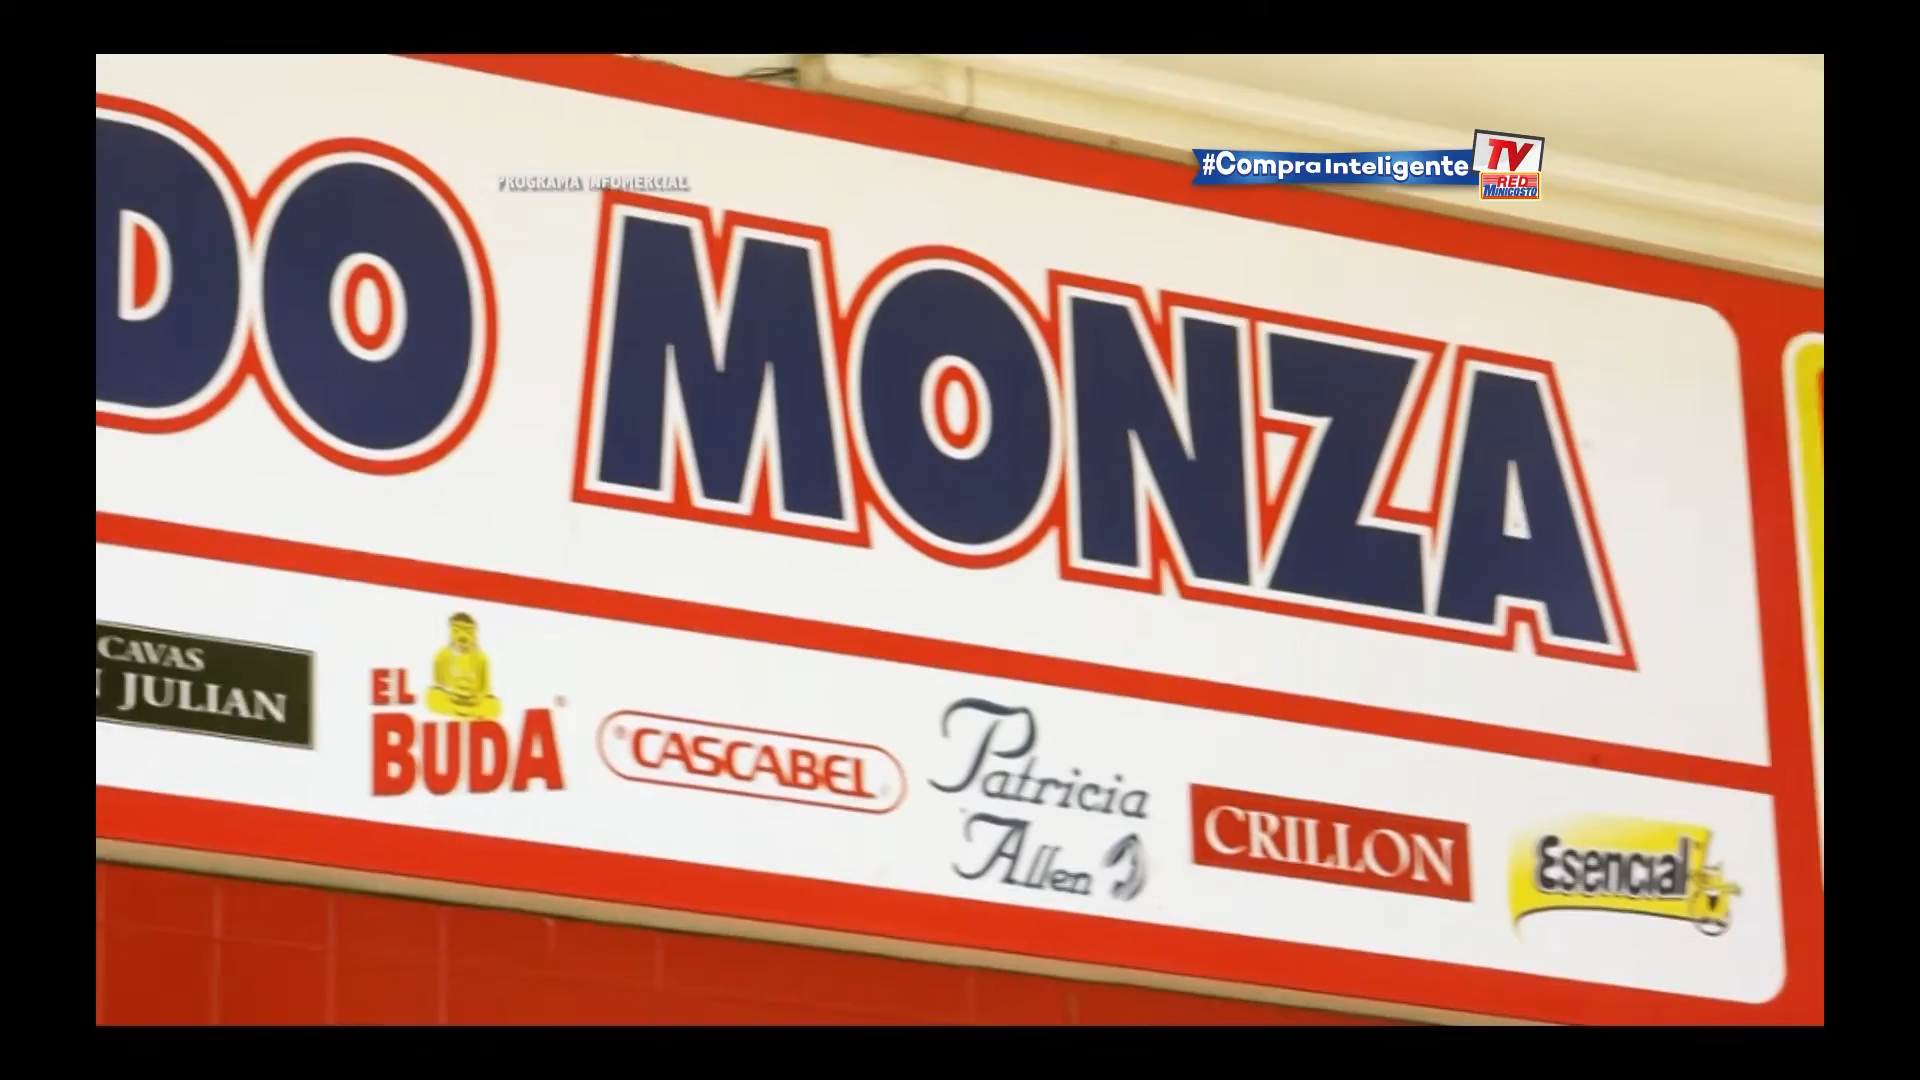 #CompraInteligente
TV
RED
MINICOSTO
PROGRAMA INFOMERCIAL
DO MONZA
CAVAS
N JULIAN
EL
BUDA
CASCABEL
Patricia
Allen
CRILLON
Esencial